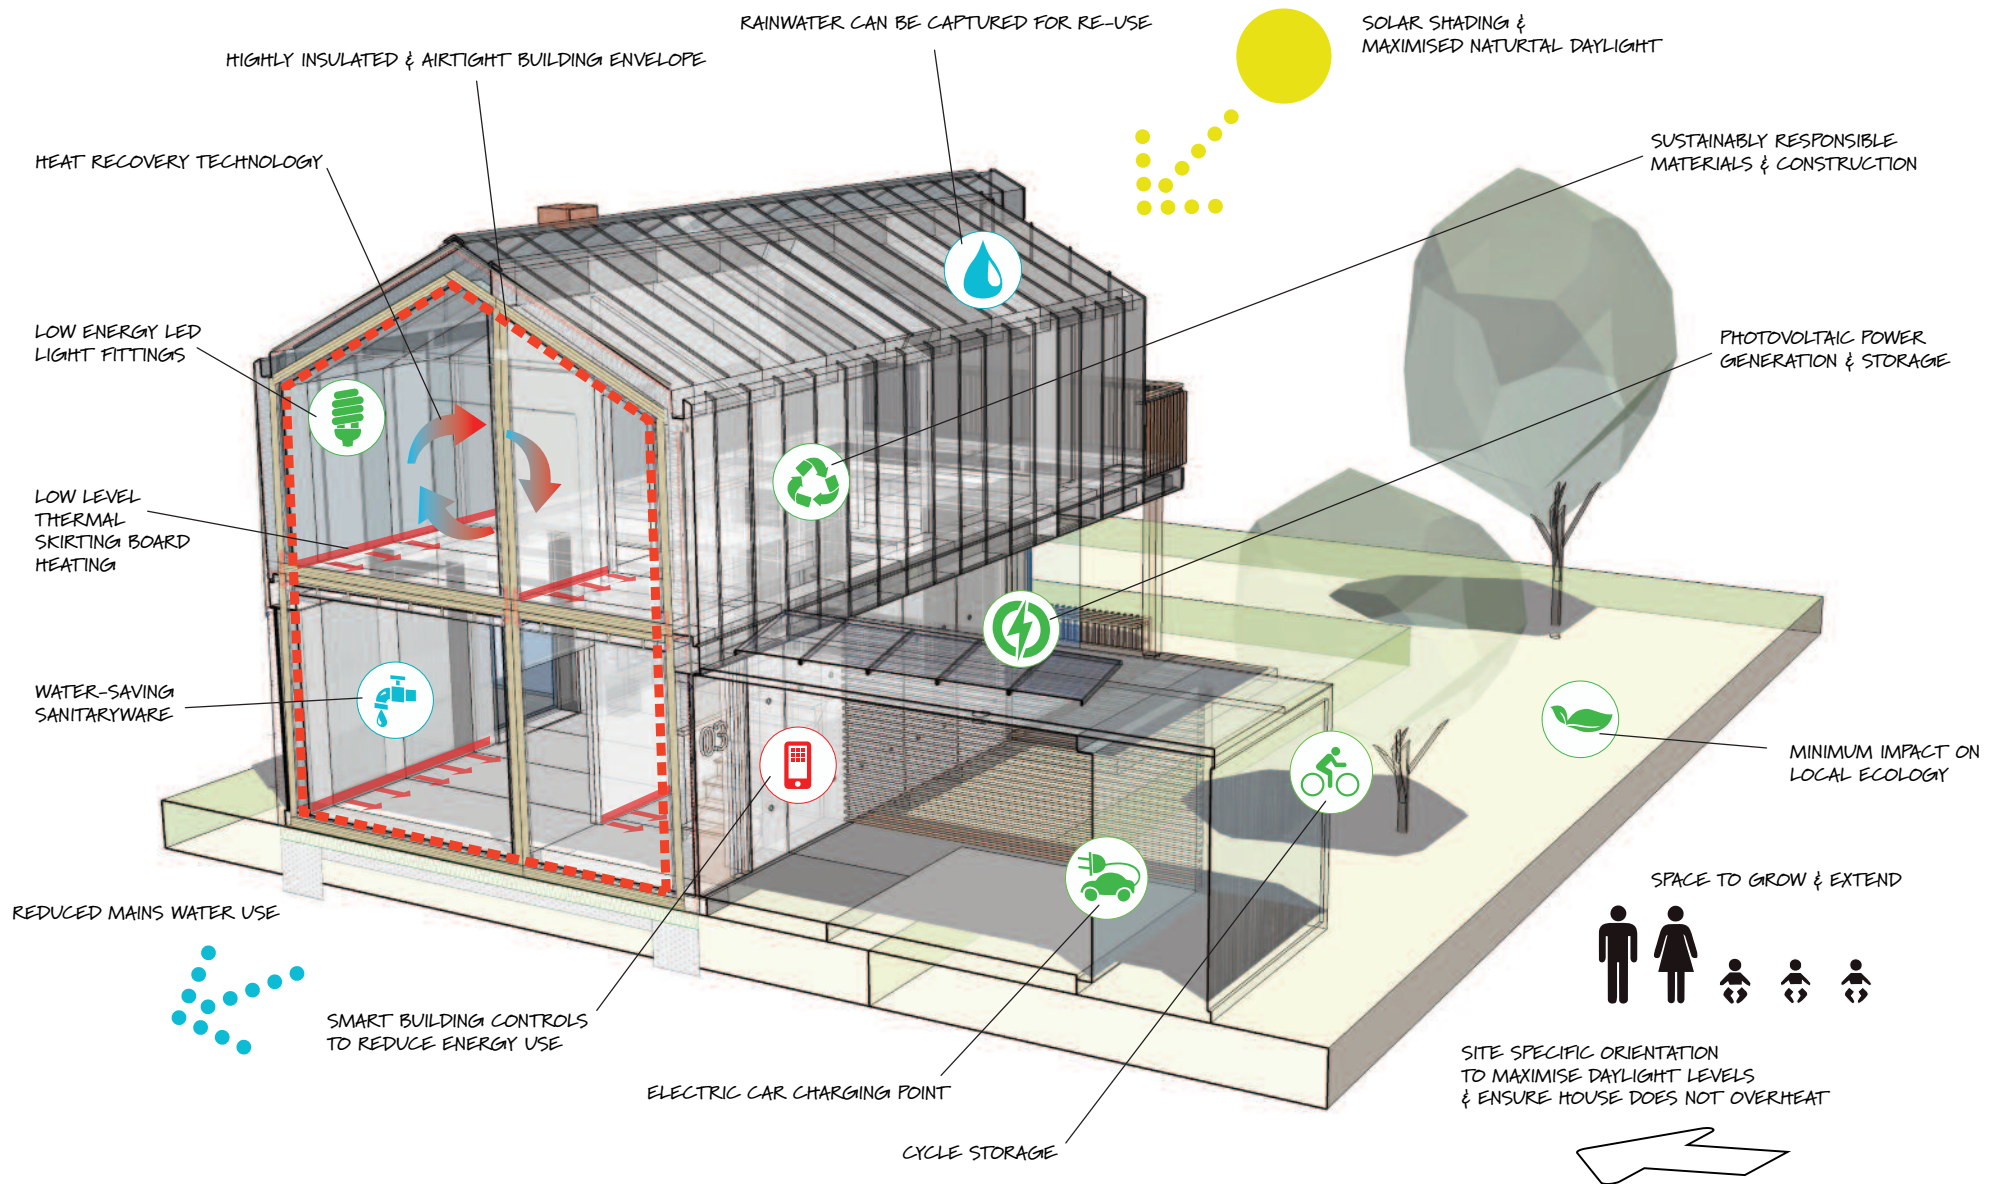 RAINWATER CAN BE CAPTURED FOR RE-USE
SOLAR SHADING &
MAXIMISED NATURTAL DAYLIGHT
HIGHLY INSULATED & AIRTIGHT BUILDING ENVELOPE
HEAT RECOVERY TECHNOLOGY
SUSTAINABLY RESPONSIBLE
MATERIALS & CONSTRUCTION
LOW ENERGY LED
LIGHT FITTINGS
PHOTOVOLTAIC POWER
GENERATION & STORAGE
LOW LEVEL
THERMAL
SKIRTING BOARD
HEATING
WATER-SAVING
SANITARYWARE
03
MINIMUM IMPACT ON
LOCAL ECOLOGY
SPACE TO GROW & EXTEND
REDUCED MAINS WATER USE
SMART BUILDING CONTROLS
TO REDUCE ENERGY USE
SITE SPECIFIC ORIENTATION
TO MAXIMISE DAYLIGHT LEVELS
& ENSURE HOUSE DOES NOT OVERHEAT
ELECTRIC CAR CHARGING POINT
CYCLE STORAGE